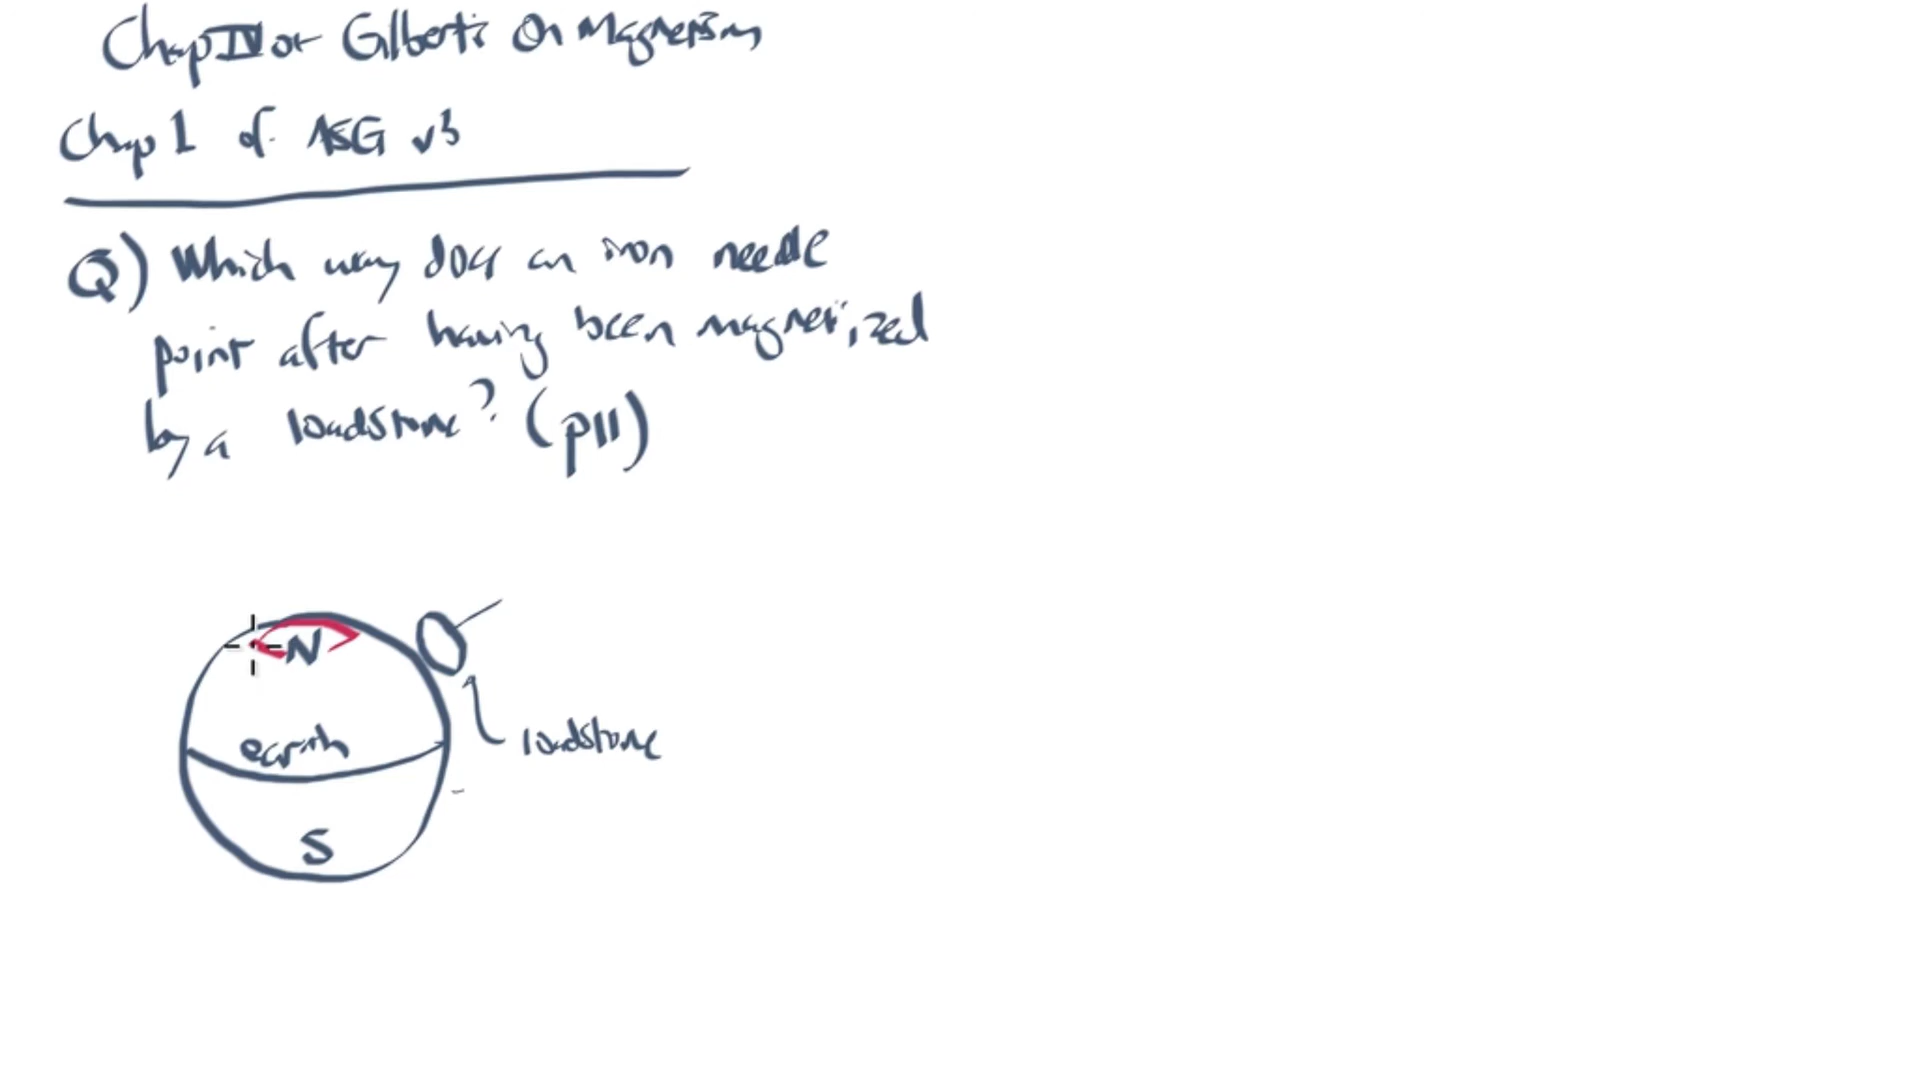 Chap IV of Gilbert's On Magnetism
Chap 1 of ASG v3
Q) Which way does an iron needle
point after having been magnetized
by a loadstone? (p11)
N
earth
loadstone
S